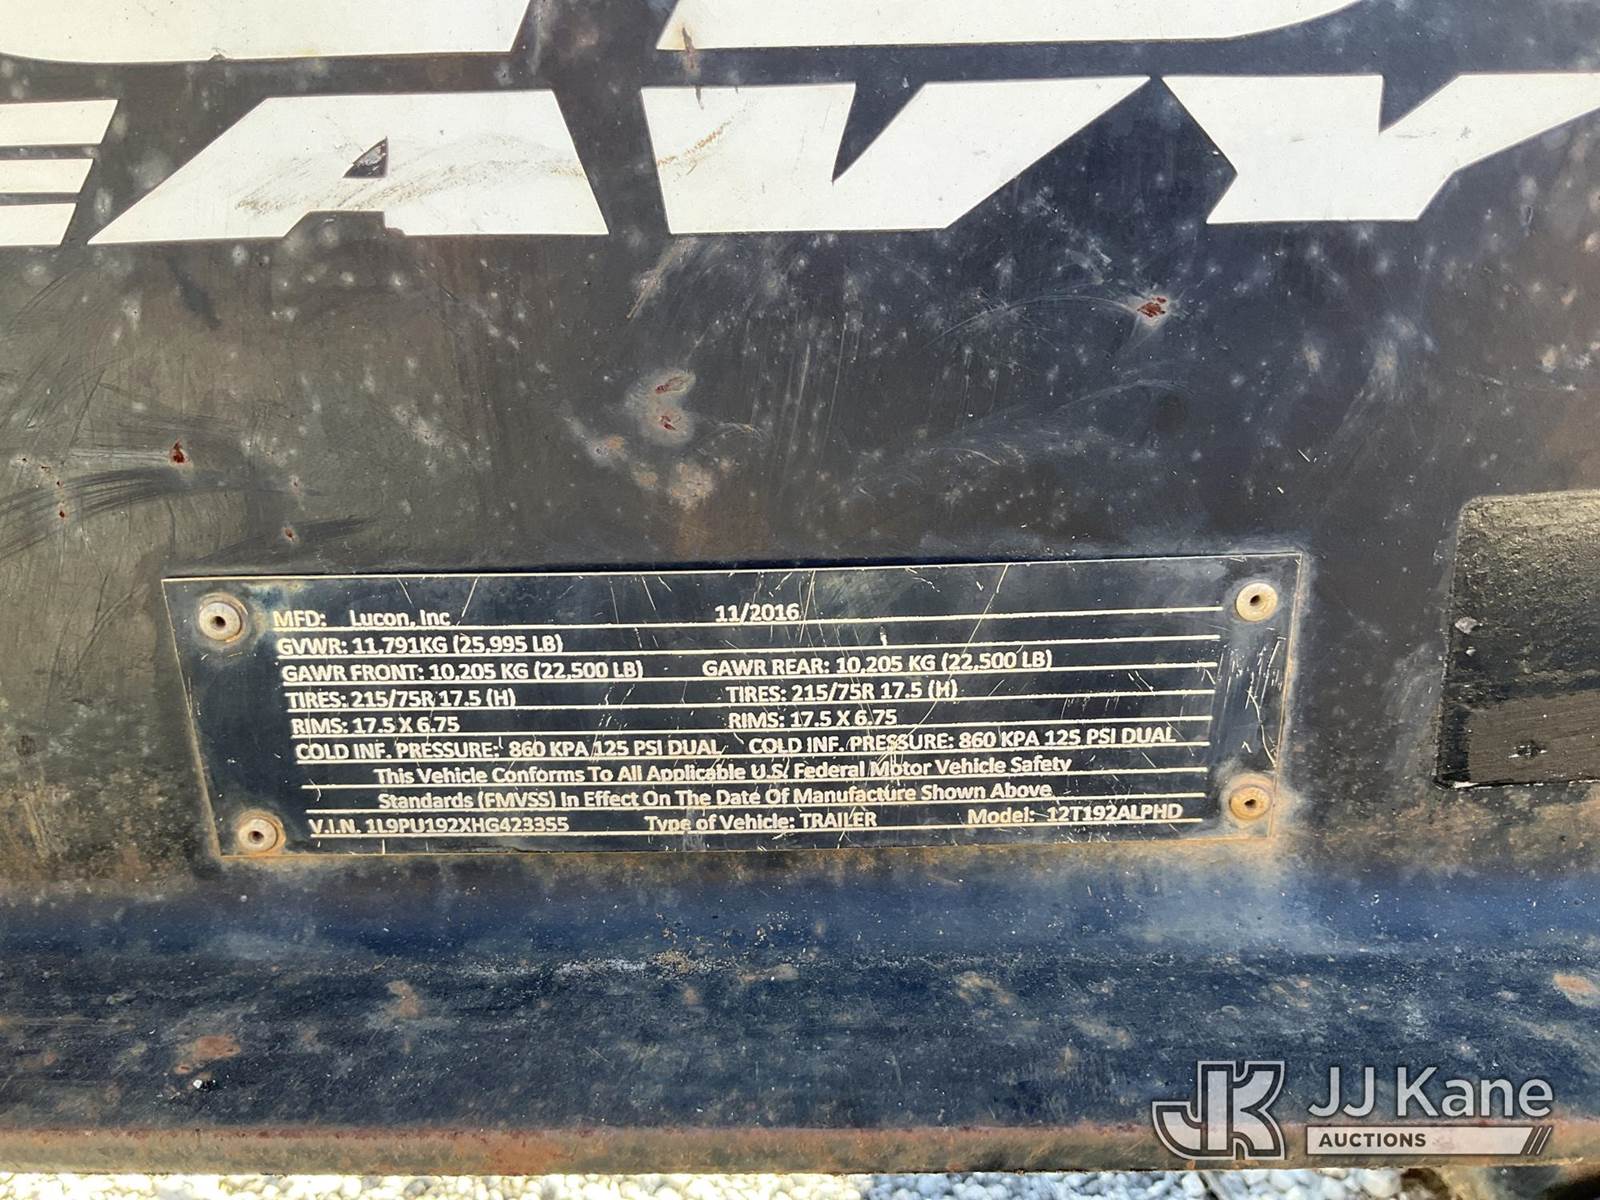 EAVY
MFD: Lucon, Inc 11/2016
GVWR: 11,791KG (25,995 LB)
GAWR FRONT: 10,205 KG (22,500 LB) GAWR REAR: 10,205 KG (22,500 LB)
TIRES: 215/75R 17.5 (H) TIRES: 215/75R 17.5 (H)
RIMS: 17.5 X 6.75 RIMS: 17.5 X 6.75
COLD INF. PRESSURE: 860 KPA 125 PSI DUAL COLD INF. PRESSURE: 860 KPA 125 PSI DUAL
This Vehicle Conforms To All Applicable U.S. Federal Motor Vehicle Safety
Standards (FMVSS) In Effect On The Date Of Manufacture Shown Above
V.I.N. 1L9PU192XHG423355 Type of Vehicle: TRAILER Model: 12T192ALPHD
JK JJ Kane
AUCTIONS